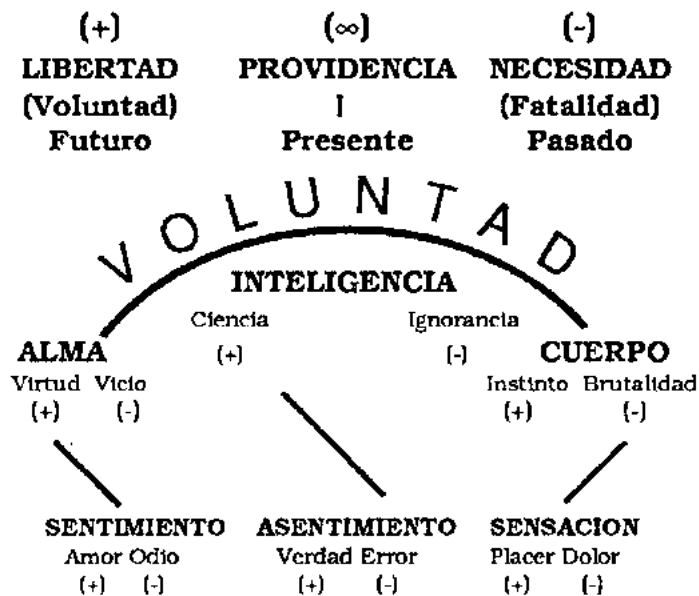 (+) (∞) (-)
LIBERTAD PROVIDENCIA NECESIDAD
(Voluntad) | (Fatalidad)
Futuro Presente Pasado
VOLUNTAD
INTELIGENCIA
Ciencia Ignorancia
(+) (-)
ALMA CUERPO
Virtud Vicio Instinto Brutalidad
(+) (-) (+) (-)
SENTIMIENTO ASENTIMIENTO SENSACION
Amor Odio Verdad Error Placer Dolor
(+) (-) (+) (-) (+) (-)